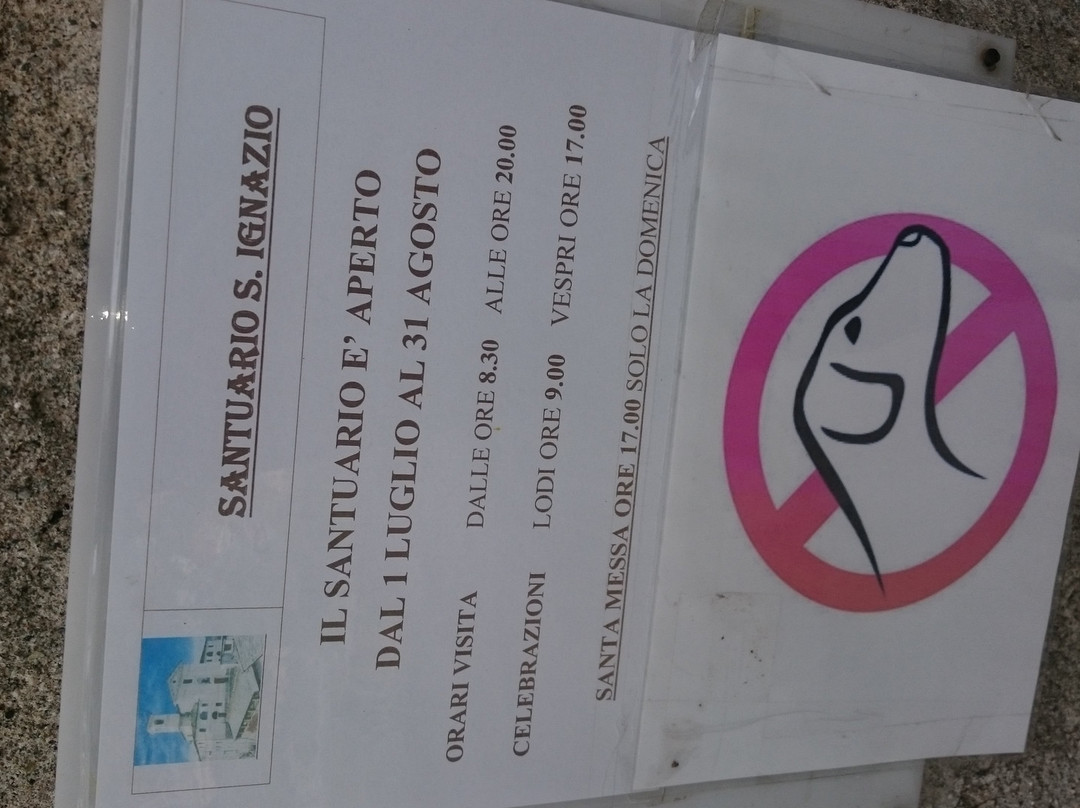 SANTUARIO S. IGNAZIO
IL SANTUARIO E' APERTO
DAL 1 LUGLIO AL 31 AGOSTO
ORARI VISITA DALLE ORE 8.30 ALLE ORE 20.00
CELEBRAZIONI LODI ORE 9.00 VESPRI ORE 17.00
SANTA MESSA ORE 17.00 SOLO LA DOMENICA